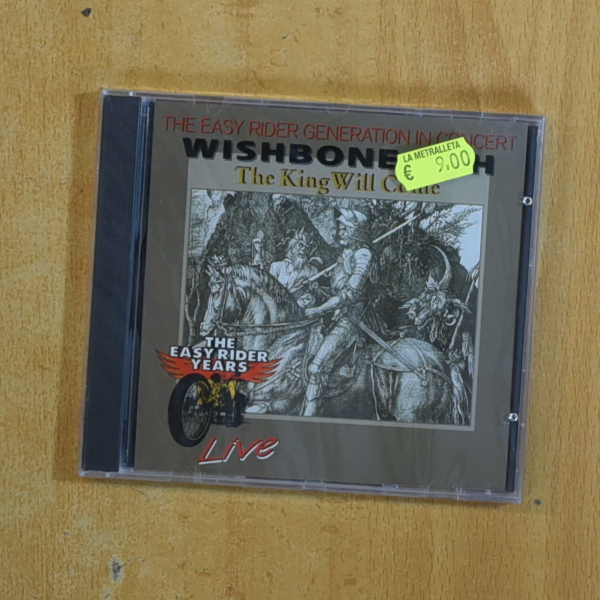 THE EASY RIDER GENERATION IN CONCERT
WISHBONE   H
LA METRALLETA
€ 9,00
The King Will Come
THE
EASY RIDER
YEARS
Live